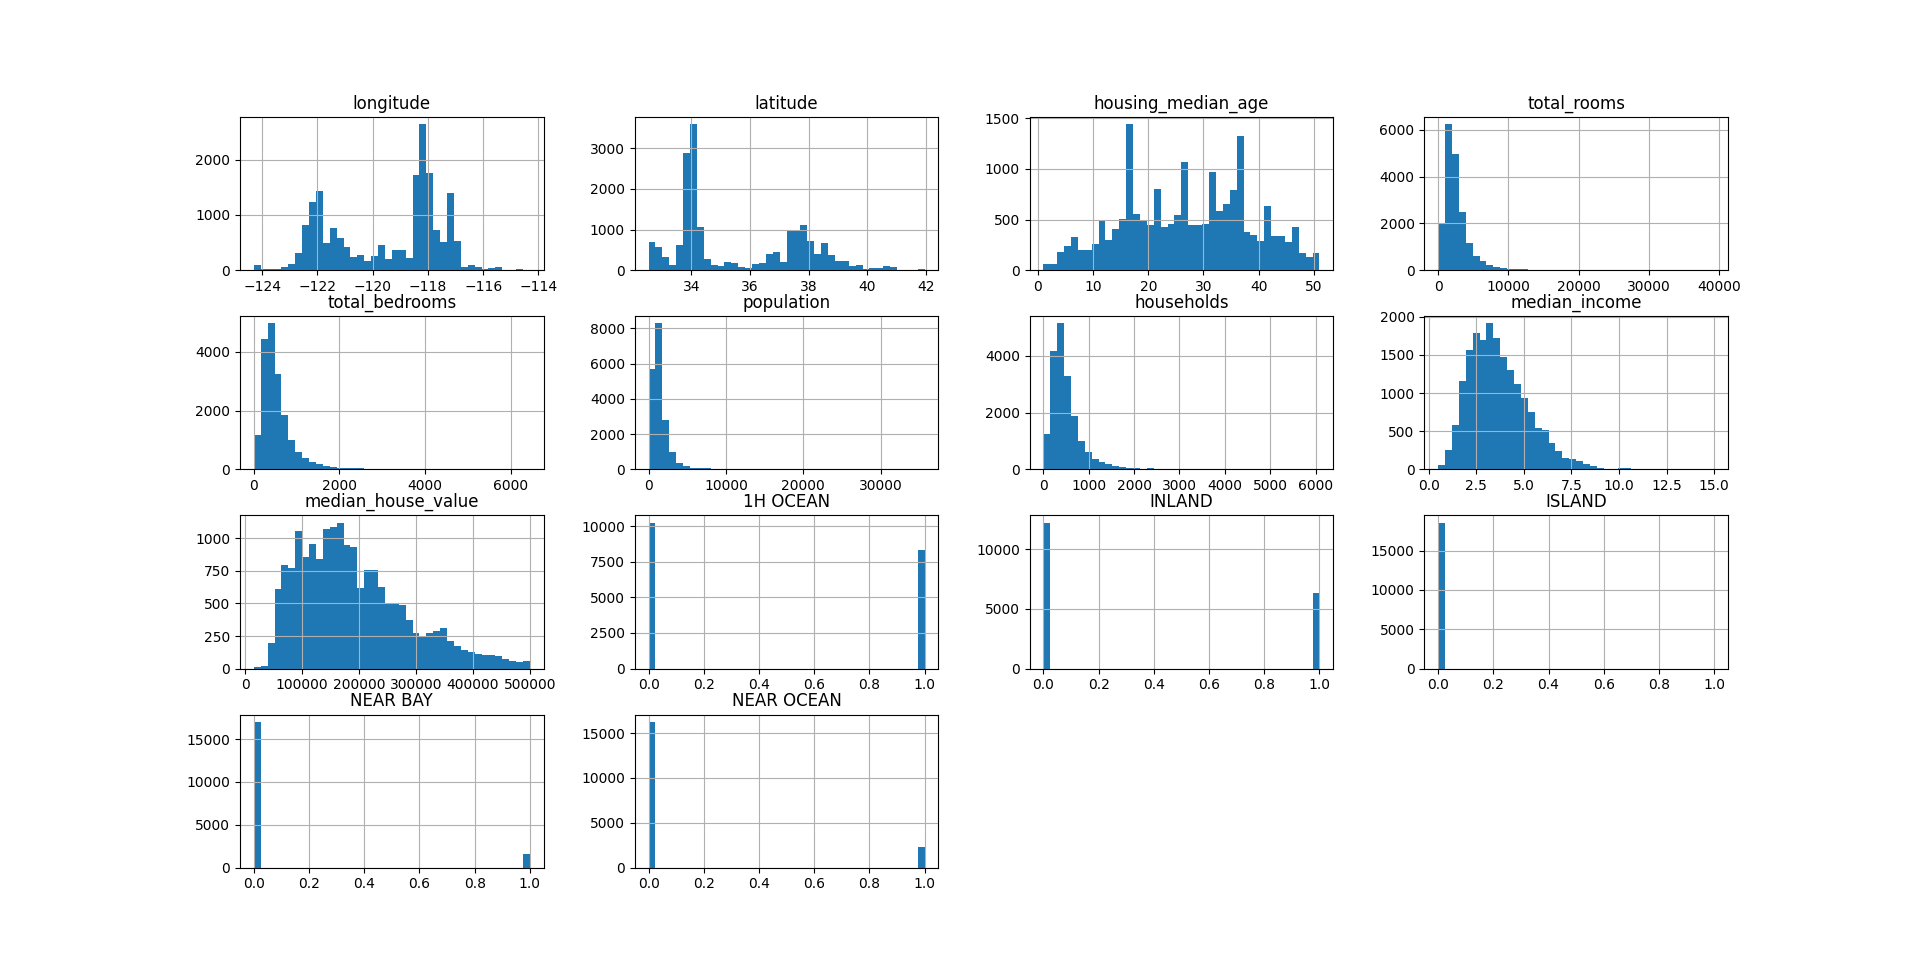 longitude
latitude
housing_median_age
total_rooms
2000
1000
0
−124 −122 −120 −118 −116 −114
3000
2000
1000
0
34 36 38 40 42
1500
1000
500
0
0 10 20 30 40 50
6000
4000
2000
0
0 10000 20000 30000 40000
total_bedrooms
population
households
median_income
4000
2000
0
0 2000 4000 6000
8000
6000
4000
2000
0
0 10000 20000 30000
4000
2000
0
0 1000 2000 3000 4000 5000 6000
2000
1500
1000
500
0
0.0 2.5 5.0 7.5 10.0 12.5 15.0
median_house_value
1H OCEAN
INLAND
ISLAND
1000
750
500
250
0
0 100000 200000 300000 400000 500000
10000
7500
5000
2500
0
0.0 0.2 0.4 0.6 0.8 1.0
10000
5000
0
0.0 0.2 0.4 0.6 0.8 1.0
15000
10000
5000
0
0.0 0.2 0.4 0.6 0.8 1.0
NEAR BAY
NEAR OCEAN
15000
10000
5000
0
0.0 0.2 0.4 0.6 0.8 1.0
15000
10000
5000
0
0.0 0.2 0.4 0.6 0.8 1.0